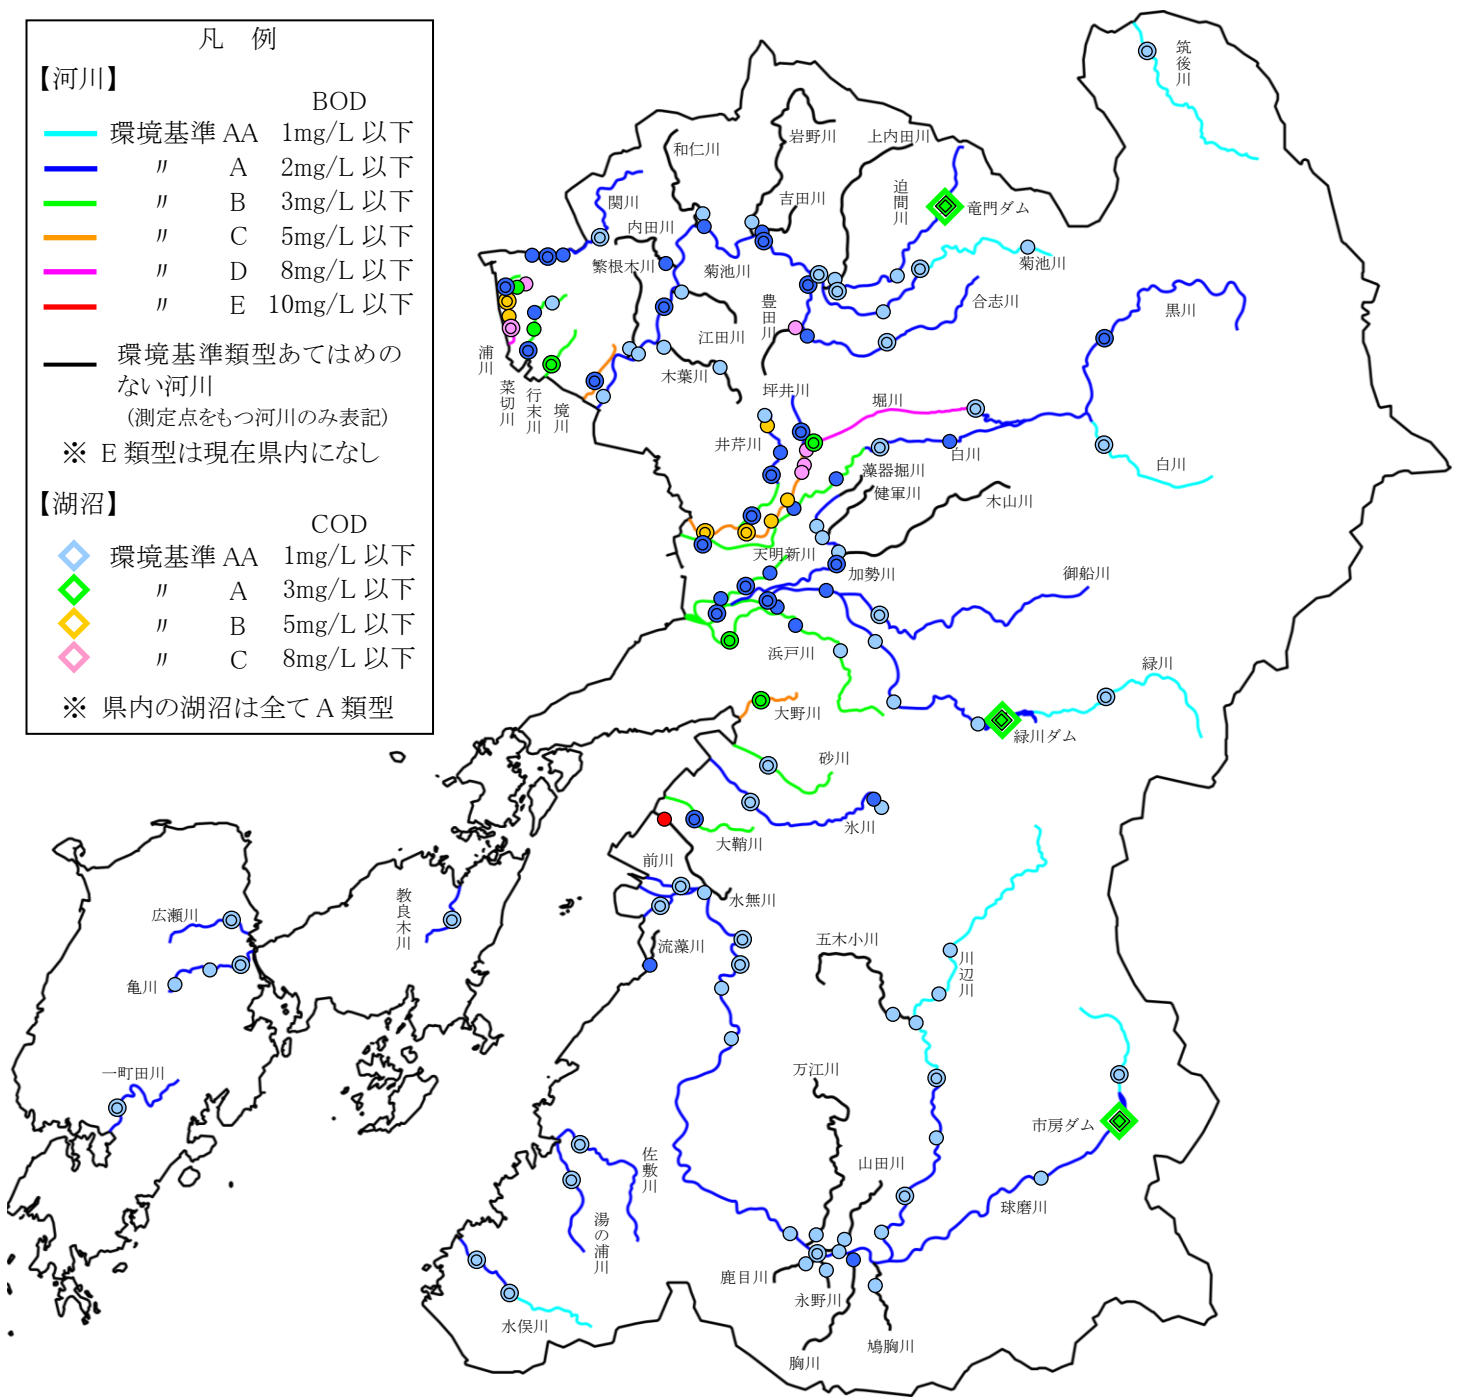 凡 例
【河川】
BOD
環境基準 AA 1mg/L 以下
〃 A 2mg/L 以下
〃 B 3mg/L 以下
〃 C 5mg/L 以下
〃 D 8mg/L 以下
〃 E 10mg/L 以下
環境基準類型あてはめの
ない河川
(測定点をもつ河川のみ表記)
※ E 類型は現在県内になし
【湖沼】
COD
環境基準 AA 1mg/L 以下
〃 A 3mg/L 以下
〃 B 5mg/L 以下
〃 C 8mg/L 以下
※ 県内の湖沼は全て A 類型
筑後川
岩野川
上内田川
和仁川
迫間川
吉田川
関川
竜門ダム
内田川
菊池川
繁根木川
菊池川
合志川
豊田川
黒川
江田川
浦川
菜切川
行末川
境川
木葉川
坪井川
堀川
井芹川
白川
藻器堀川
白川
健軍川
木山川
天明新川
加勢川
御船川
浜戸川
緑川
大野川
緑川ダム
砂川
氷川
大鞘川
前川
水無川
教良木川
広瀬川
流藻川
五木小川
川辺川
亀川
一町田川
万江川
市房ダム
山田川
佐敷川
球磨川
湯の浦川
鹿目川
永野川
水俣川
鳩胸川
胸川